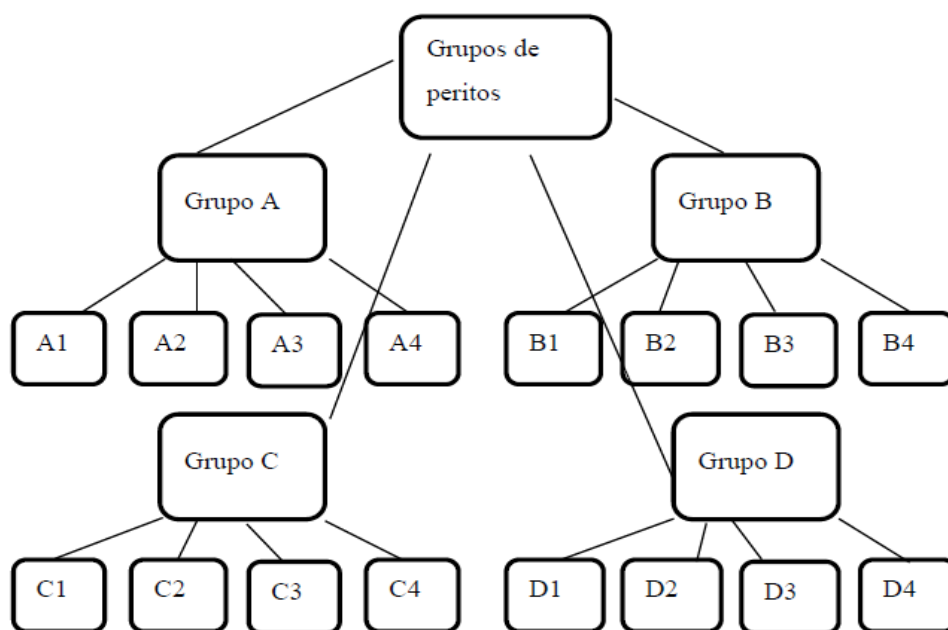 Grupos de
peritos
Grupo A
Grupo B
A1
A2
A3
A4
B1
B2
B3
B4
Grupo C
Grupo D
C1
C2
C3
C4
D1
D2
D3
D4